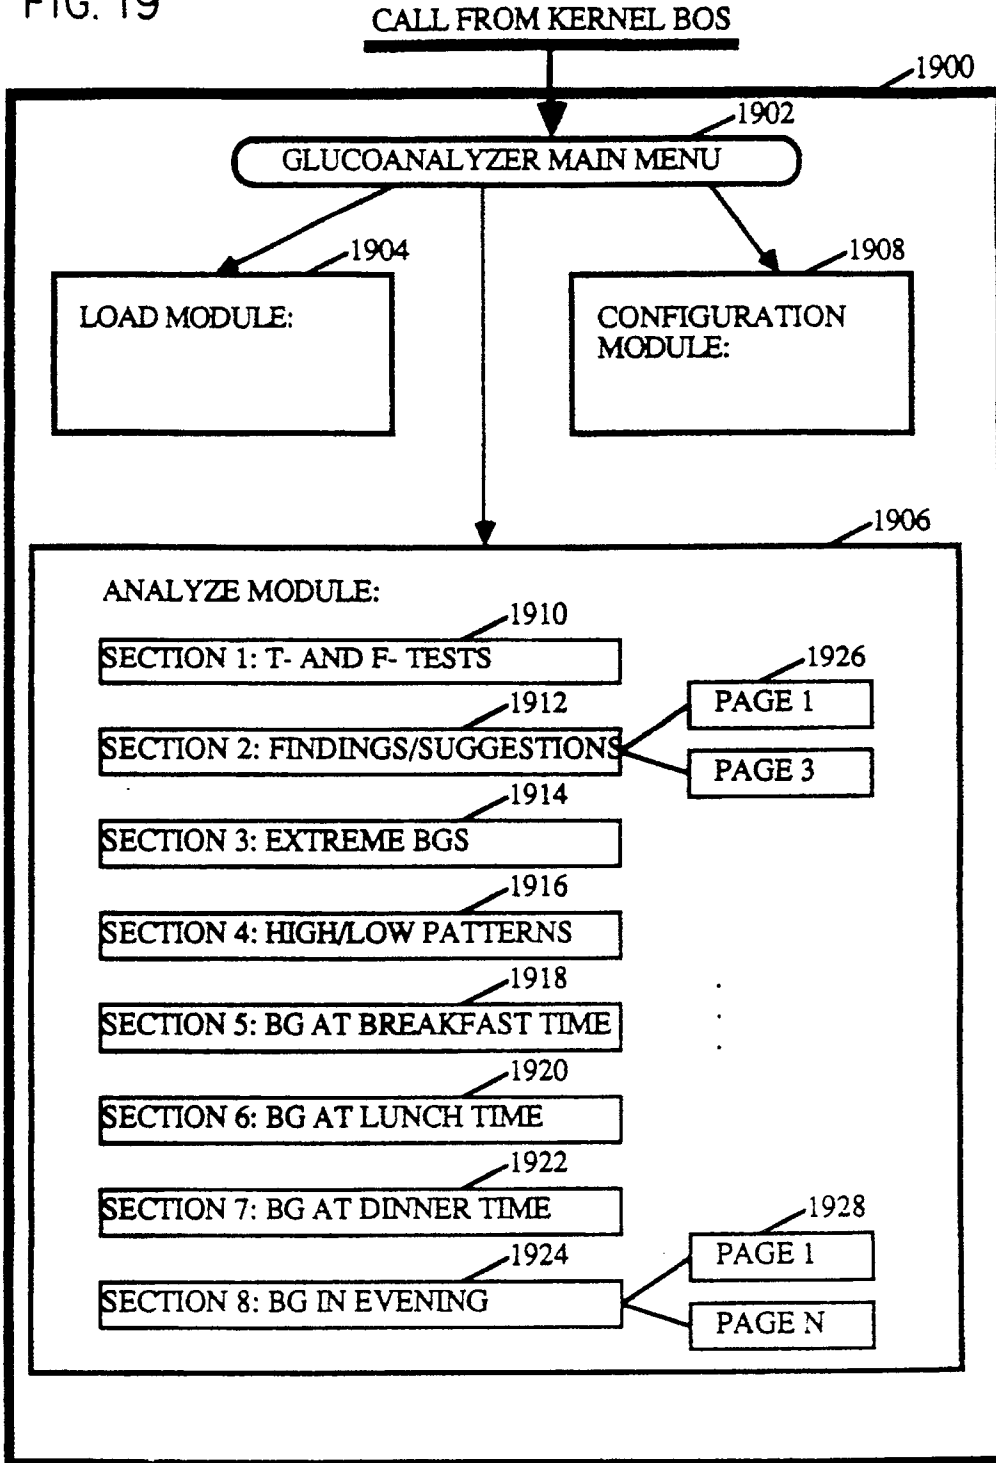 FIG. 19
CALL FROM KERNEL BOS
1900
1902
GLUCOANALYZER MAIN MENU
1904
1908
LOAD MODULE:
CONFIGURATION
MODULE:
1906
ANALYZE MODULE:
1910
SECTION 1: T- AND F- TESTS
1926
PAGE 1
1912
SECTION 2: FINDINGS/SUGGESTIONS
PAGE 3
1914
SECTION 3: EXTREME BGS
1916
SECTION 4: HIGH/LOW PATTERNS
1918
SECTION 5: BG AT BREAKFAST TIME
1920
SECTION 6: BG AT LUNCH TIME
1922
SECTION 7: BG AT DINNER TIME
1928
PAGE 1
1924
SECTION 8: BG IN EVENING
PAGE N